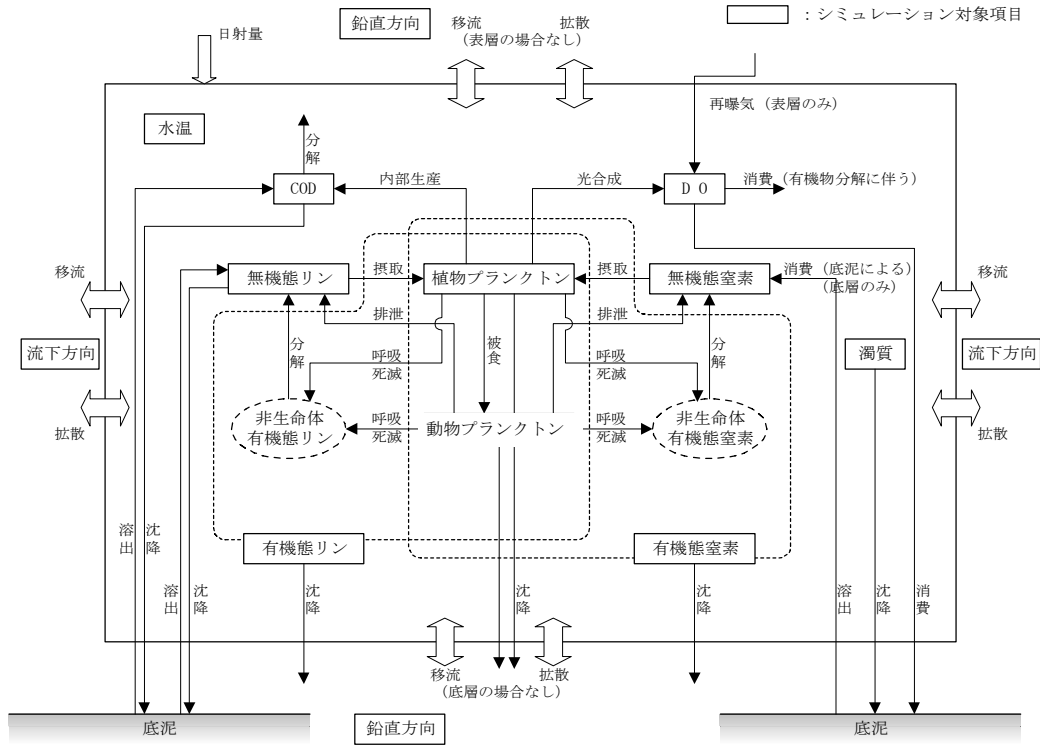 鉛直方向
移流
(表層の場合なし)
拡散
:シミュレーション対象項目
日射量
再曝気(表層のみ)
水温
分解
COD
内部生産
光合成
DO
消費(有機物分解に伴う)
移流
無機態リン
摂取
植物プランクトン
摂取
無機態窒素
消費(底泥による)
(底層のみ)
移流
排泄
排泄
流下方向
分解
呼吸
死滅
被食
呼吸
死滅
分解
濁質
流下方向
拡散
非生命体
有機態リン
呼吸
死滅
動物プランクトン
呼吸
死滅
非生命体
有機態窒素
拡散
溶出
沈降
有機態リン
有機態窒素
溶出
沈降
沈降
沈降
沈降
溶出
沈降
消費
移流
(底層の場合なし)
拡散
底泥
鉛直方向
底泥